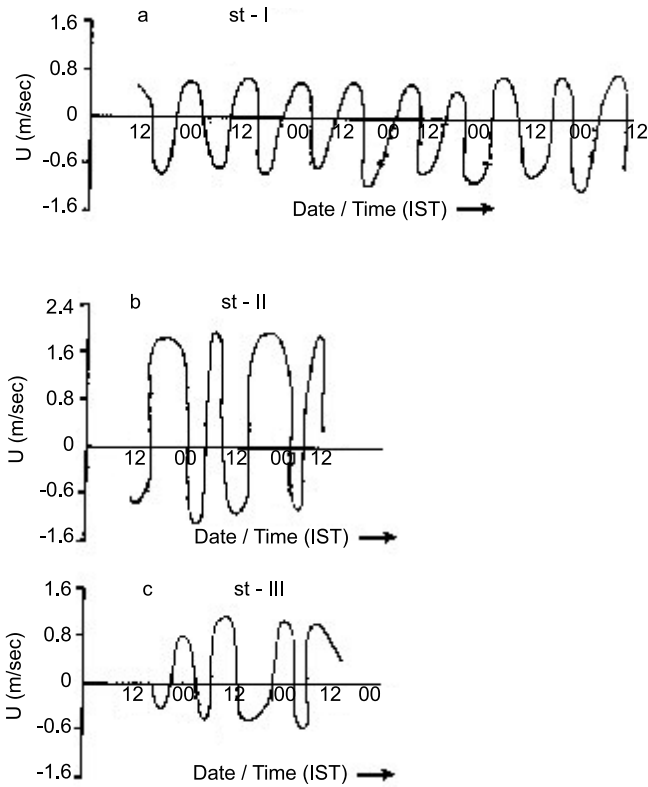 a st - I
1.6
0.8
0
-0.6
-1.6
U (m/sec)
12 00 12 00 12 00 12 00 12 00 12
Date / Time (IST)
b st - II
2.4
1.6
0.8
0
-0.6
-1.6
U (m/sec)
12 00 12 00 12
Date / Time (IST)
c st - III
1.6
0.8
0
-0.6
-1.6
U (m/sec)
12 00 12 00 12 00
Date / Time (IST)